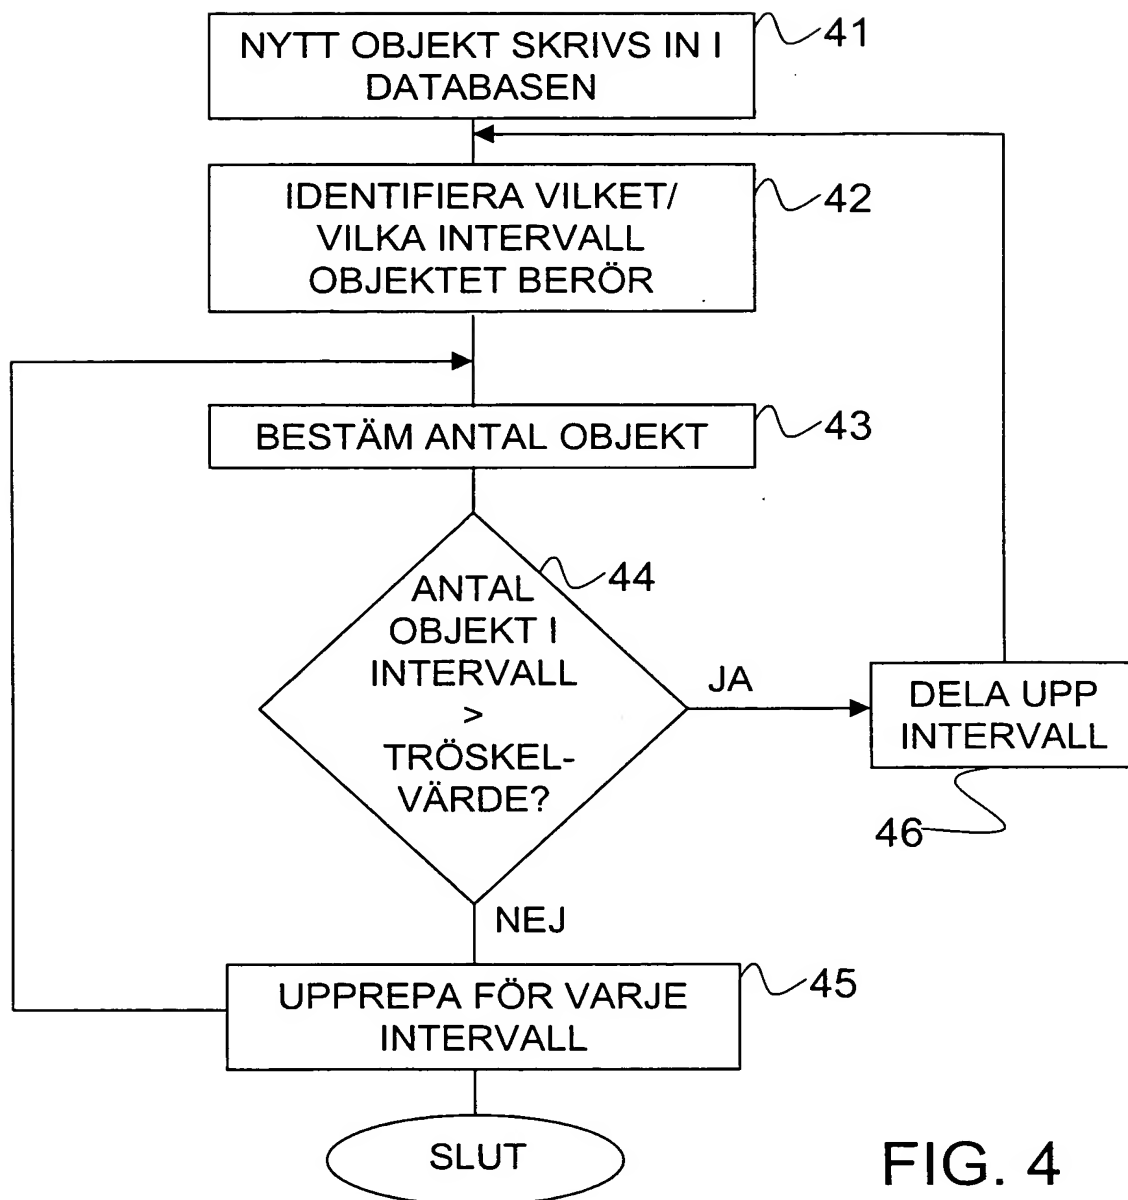 NYTT OBJEKT SKRIVS IN I
DATABASEN
41
IDENTIFIERA VILKET/
VILKA INTERVALL
OBJEKTET BERÖR
42
BESTÄM ANTAL OBJEKT
43
ANTAL
OBJEKT I
INTERVALL
>
TRÖSKEL-
VÄRDE?
44
JA
DELA UPP
INTERVALL
46
NEJ
UPPREPA FÖR VARJE
INTERVALL
45
SLUT
FIG. 4